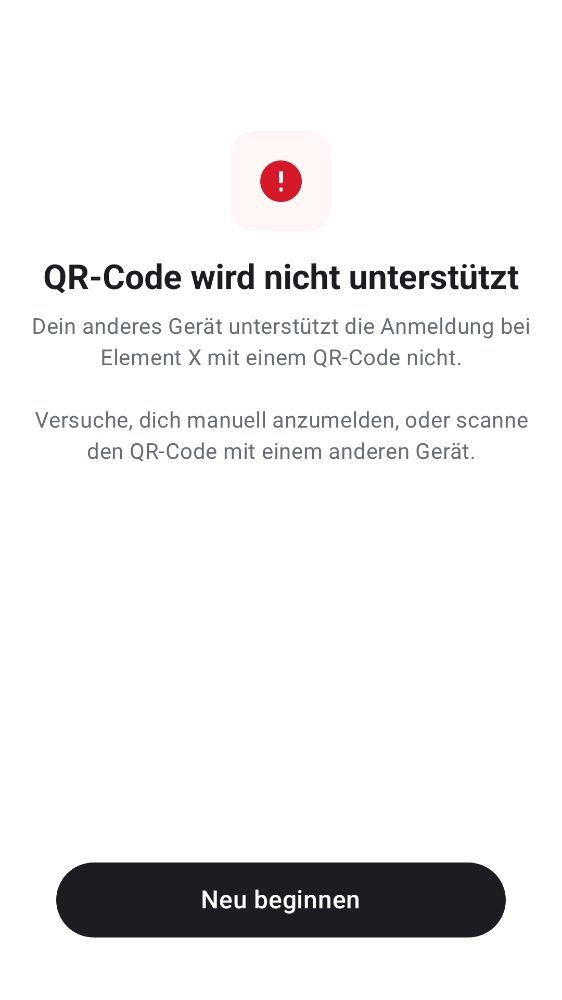 QR-Code wird nicht unterstützt
Dein anderes Gerät unterstützt die Anmeldung bei
Element X mit einem QR-Code nicht.
Versuche, dich manuell anzumelden, oder scanne
den QR-Code mit einem anderen Gerät.
Neu beginnen